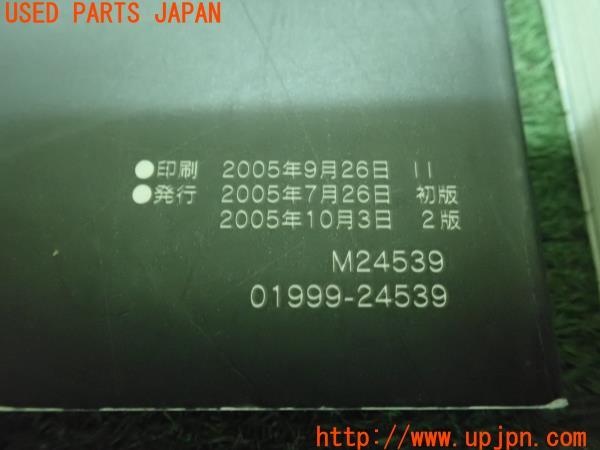 USED PARTS JAPAN
●印刷 2005年9月26日 II
●発行 2005年7月26日 初版
2005年10月3日 2版
M24539
01999-24539
http://www.upjpn.com